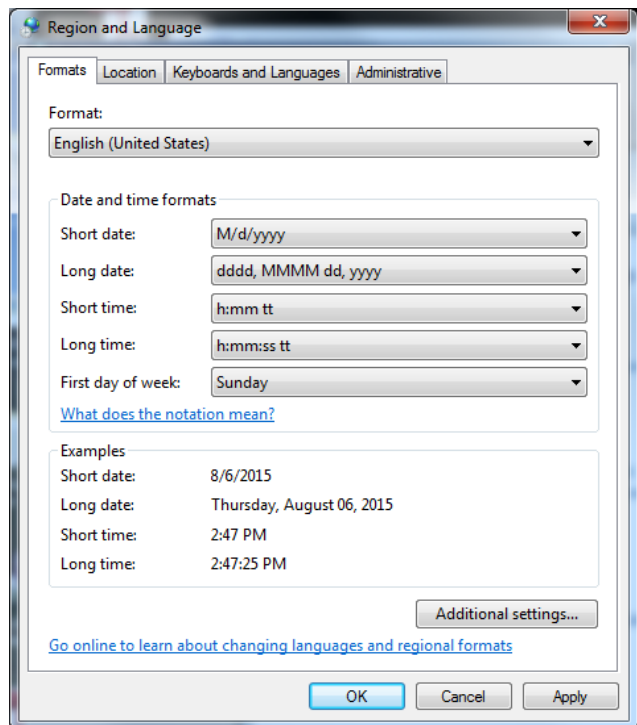 Region and Language
X
Formats Location Keyboards and Languages Administrative
Format:
English (United States)
Date and time formats
Short date: M/d/yyyy
Long date: dddd, MMMM dd, yyyy
Short time: h:mm tt
Long time: h:mm:ss tt
First day of week: Sunday
What does the notation mean?
Examples
Short date: 8/6/2015
Long date: Thursday, August 06, 2015
Short time: 2:47 PM
Long time: 2:47:25 PM
Additional settings...
Go online to learn about changing languages and regional formats
OK Cancel Apply